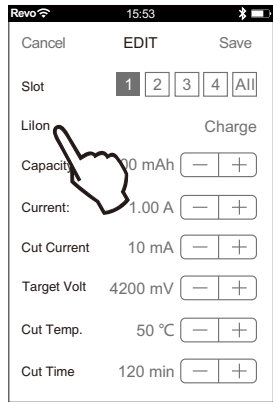 Revo 15:53
Cancel EDIT Save
Slot 1 2 3 4 All
LiIon Charge
Capacity 00 mAh — +
Current: 1.00 A — +
Cut Current 10 mA — +
Target Volt 4200 mV — +
Cut Temp. 50 ℃ — +
Cut Time 120 min — +